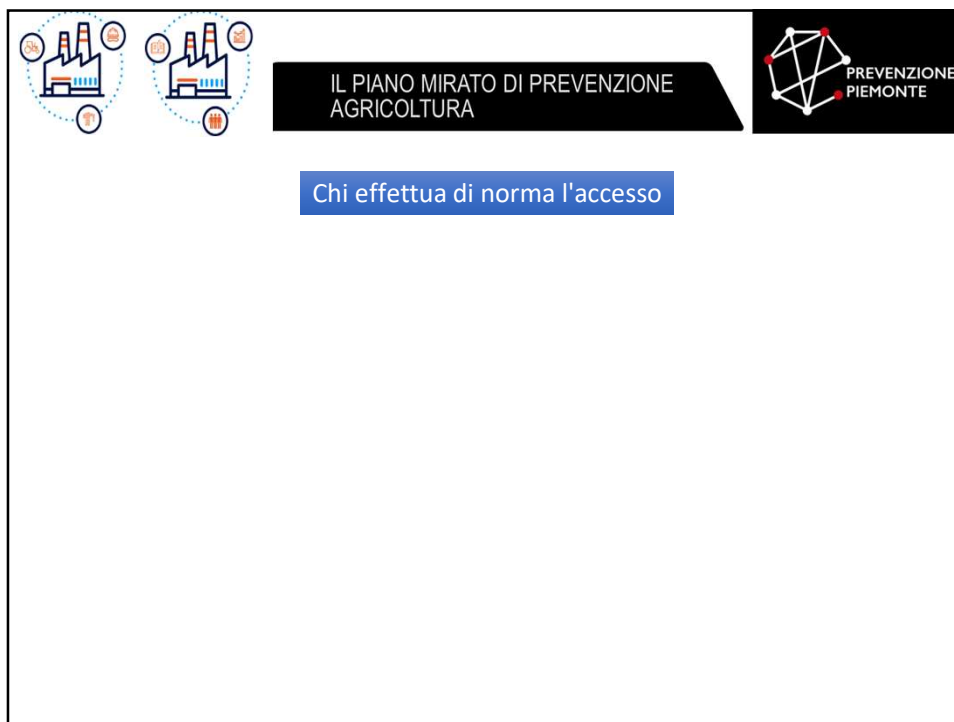 IL PIANO MIRATO DI PREVENZIONE
AGRICOLTURA
PREVENZIONE
PIEMONTE
Chi effettua di norma l'accesso